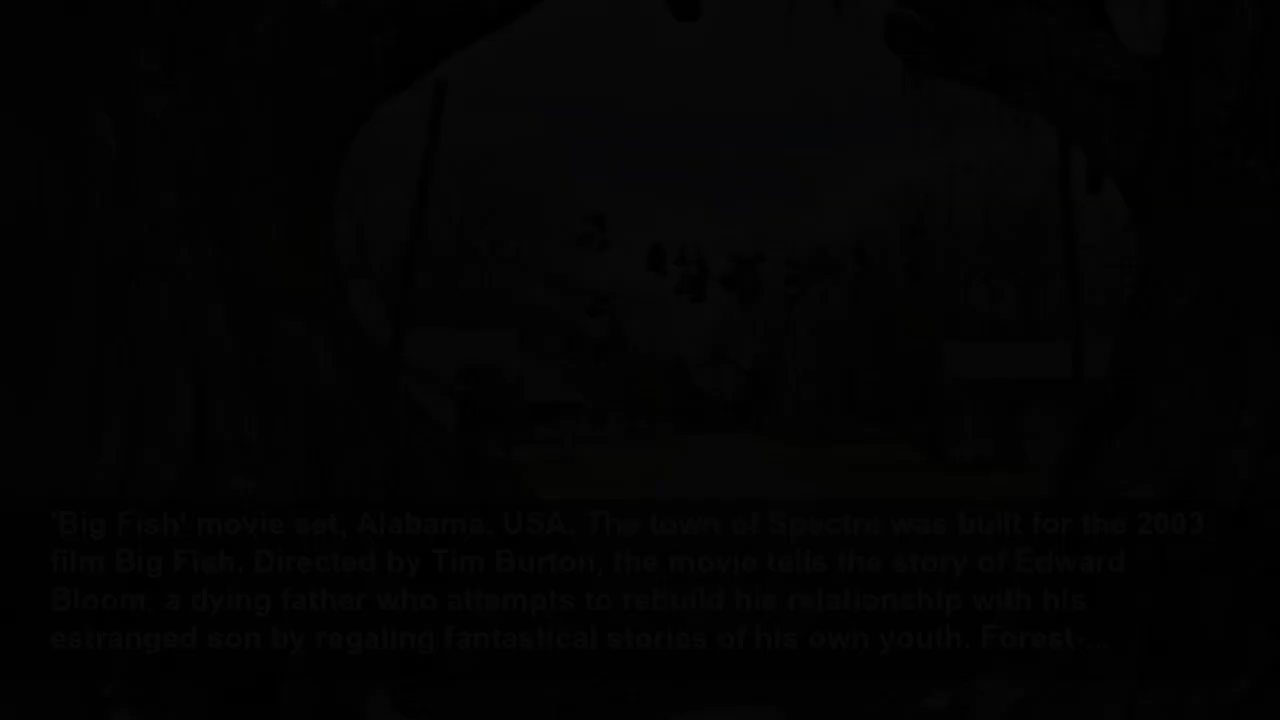 'Big Fish' movie set, Alabama, USA. The town of Spectre was built for the 2003
film Big Fish. Directed by Tim Burton, the movie tells the story of Edward
Bloom, a dying father who attempts to rebuild his relationship with his
estranged son by regaling fantastical stories of his own youth. Forest...